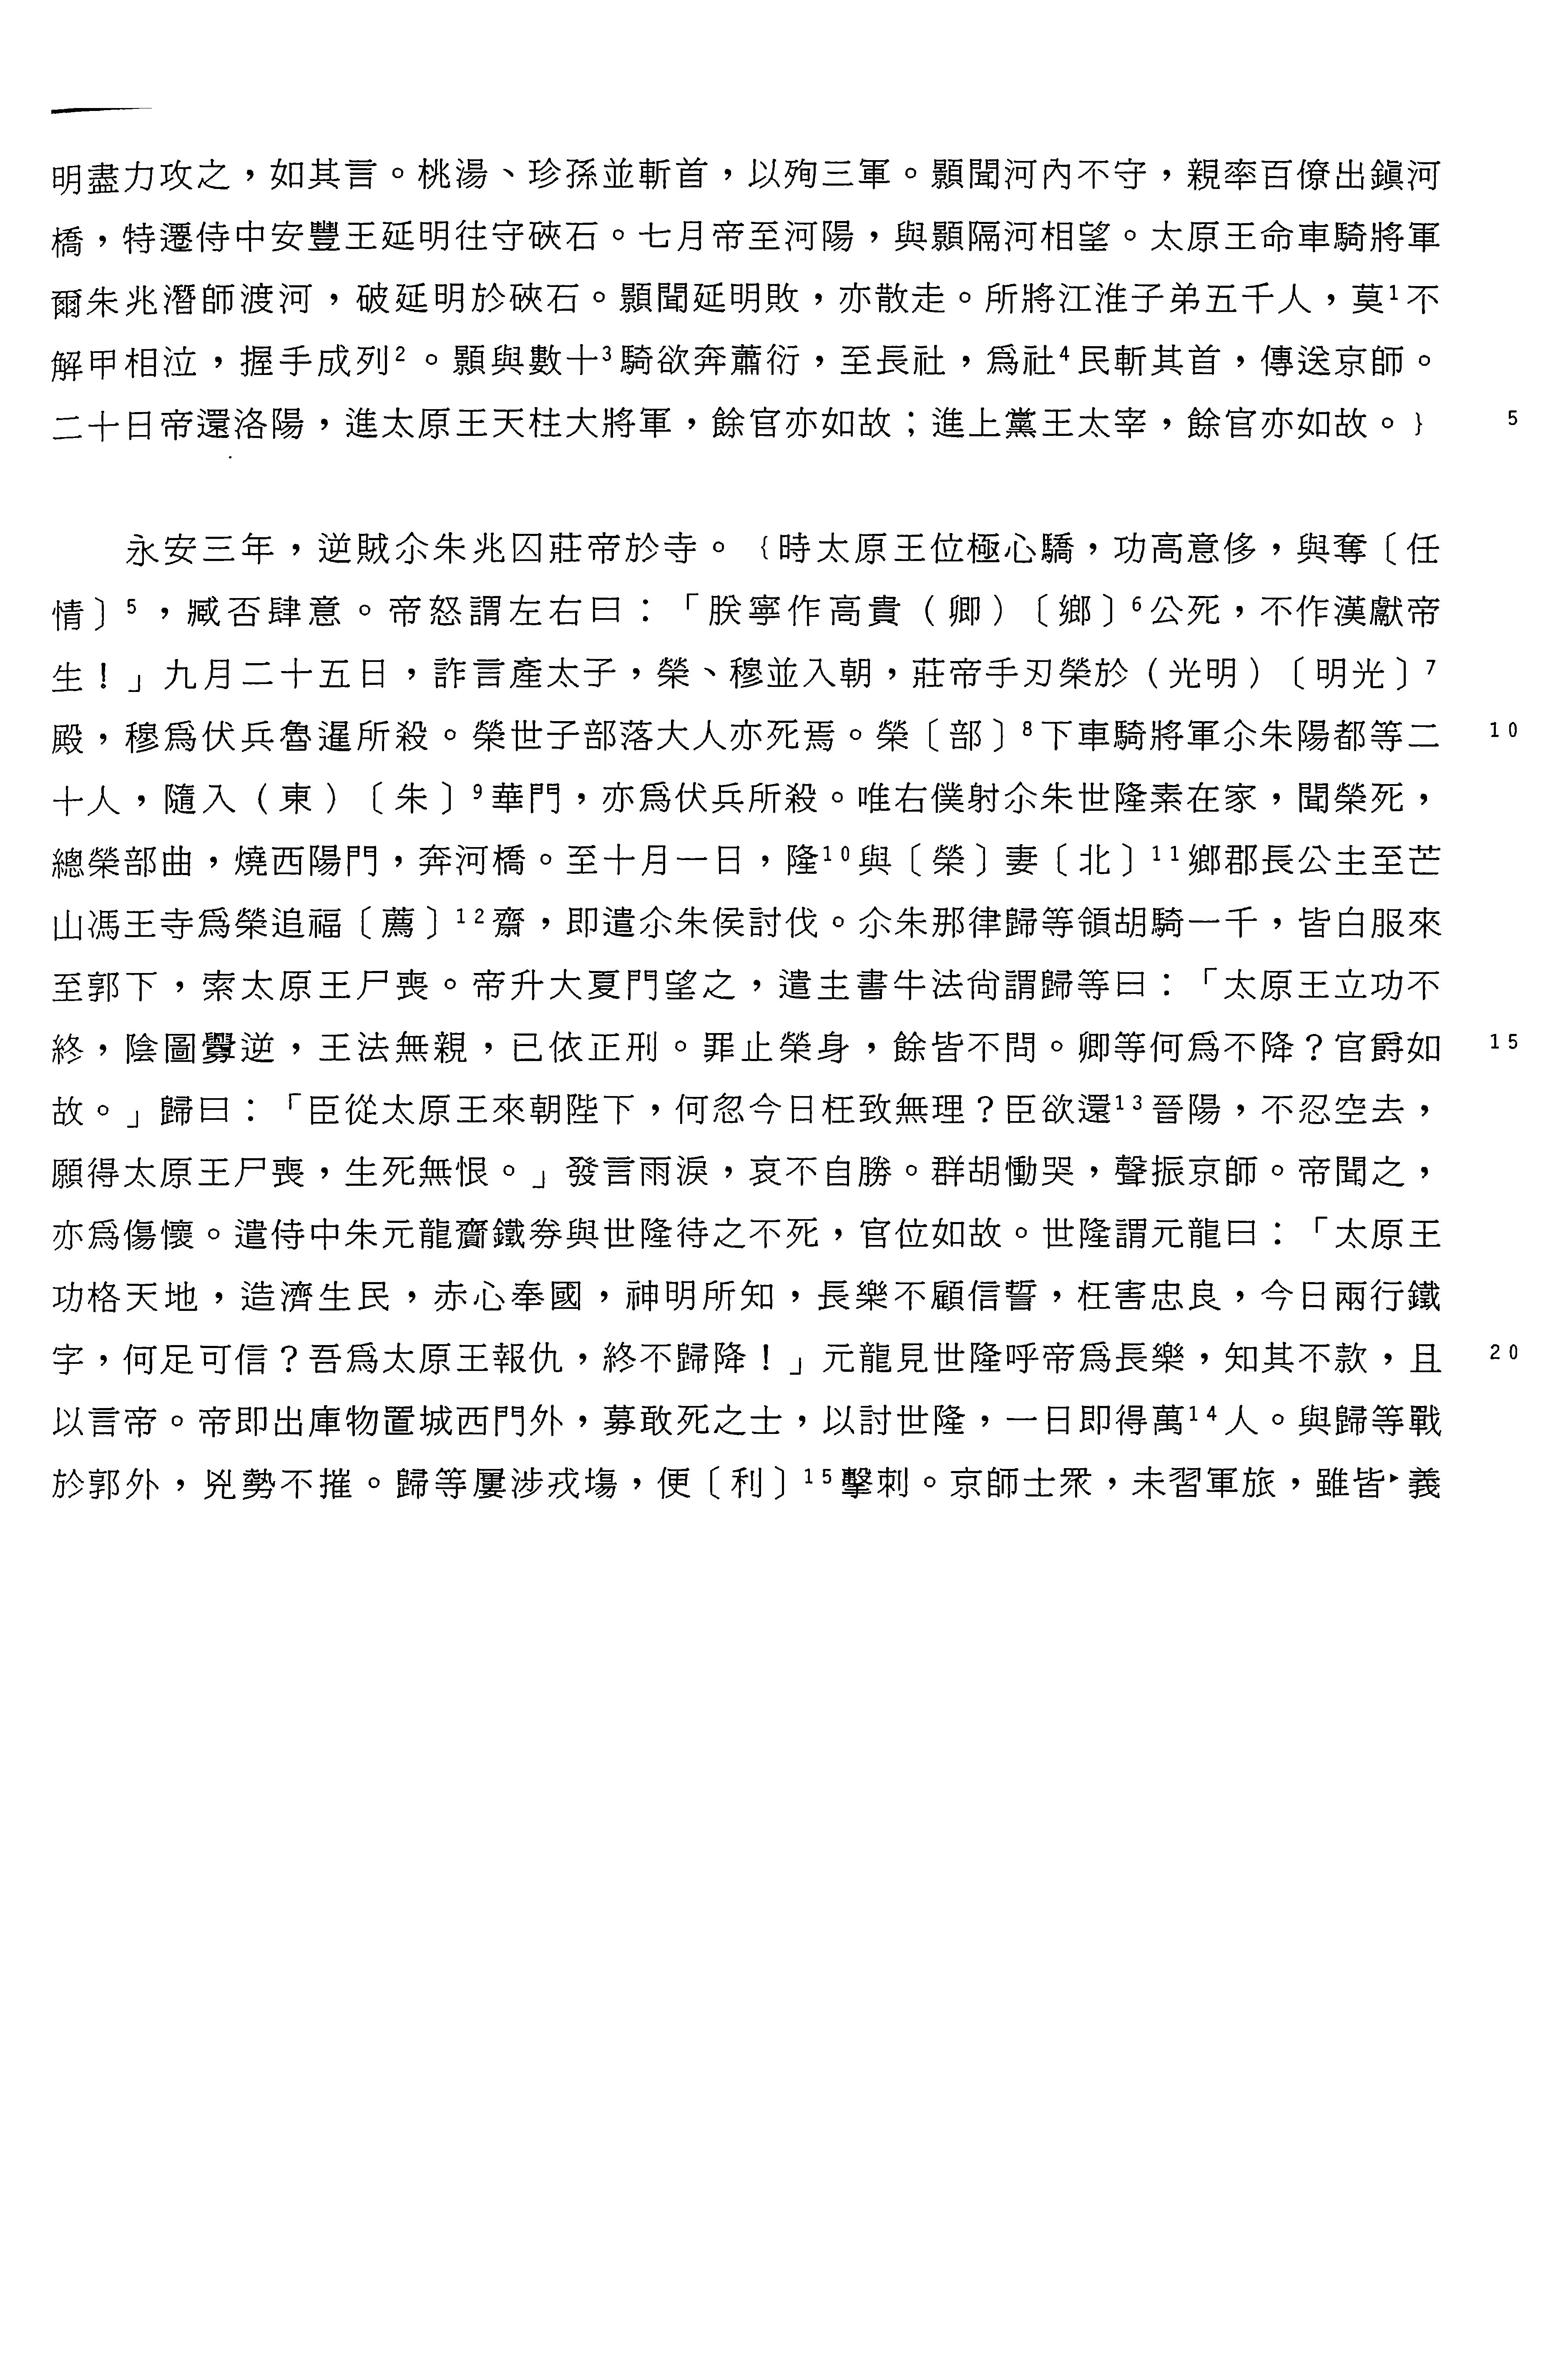 明盡力攻之，如其言。桃湯、珍孫並斬首，以殉三軍。顥聞河內不守，親率百僚出鎭河
橋，特遷侍中安豐王延明往守硤石。七月帝至河陽，與顥隔河相望。太原王命車騎將軍
爾朱兆潛師渡河，破延明於硤石。顥聞延明敗，亦散走。所將江淮子弟五千人，莫1不
解甲相泣，握手成列2。顥與數十3騎欲奔蕭衍，至長社，爲社4民斬其首，傳送京師。
二十日帝還洛陽，進太原王天柱大將軍，餘官亦如故；進上黨王太宰，餘官亦如故。} 5
永安三年，逆賊尒朱兆囚莊帝於寺。{時太原王位極心驕，功高意侈，與奪〔任
情〕5，臧否肆意。帝怒謂左右曰：「朕寧作高貴（卿）〔鄉〕6公死，不作漢獻帝
生！」九月二十五日，詐言產太子，榮、穆並入朝，莊帝手刃榮於（光明）〔明光〕7
殿，穆爲伏兵魯暹所殺。榮世子部落大人亦死焉。榮〔部〕8下車騎將軍尒朱陽都等二 10
十人，隨入（東）〔朱〕9華門，亦爲伏兵所殺。唯右僕射尒朱世隆素在家，聞榮死，
總榮部曲，燒西陽門，奔河橋。至十月一日，隆10與〔榮〕妻〔北〕11鄉郡長公主至芒
山馮王寺爲榮追福〔薦〕12齋，即遣尒朱侯討伐。尒朱那律歸等領胡騎一千，皆白服來
至郭下，索太原王尸喪。帝升大夏門望之，遣主書牛法尙謂歸等曰：「太原王立功不
終，陰圖釁逆，王法無親，已依正刑。罪止榮身，餘皆不問。卿等何爲不降？官爵如 15
故。」歸曰：「臣從太原王來朝陛下，何忽今日枉致無理？臣欲還13晉陽，不忍空去，
願得太原王尸喪，生死無恨。」發言雨淚，哀不自勝。群胡慟哭，聲振京師。帝聞之，
亦爲傷懷。遣侍中朱元龍齎鐵券與世隆待之不死，官位如故。世隆謂元龍曰：「太原王
功格天地，造濟生民，赤心奉國，神明所知，長樂不顧信誓，枉害忠良，今日兩行鐵
字，何足可信？吾爲太原王報仇，終不歸降！」元龍見世隆呼帝爲長樂，知其不款，且 20
以言帝。帝即出庫物置城西門外，募敢死之士，以討世隆，一日即得萬14人。與歸等戰
於郭外，兇勢不摧。歸等屢涉戎場，便〔利〕15擊刺。京師士衆，未習軍旅，雖皆▸義